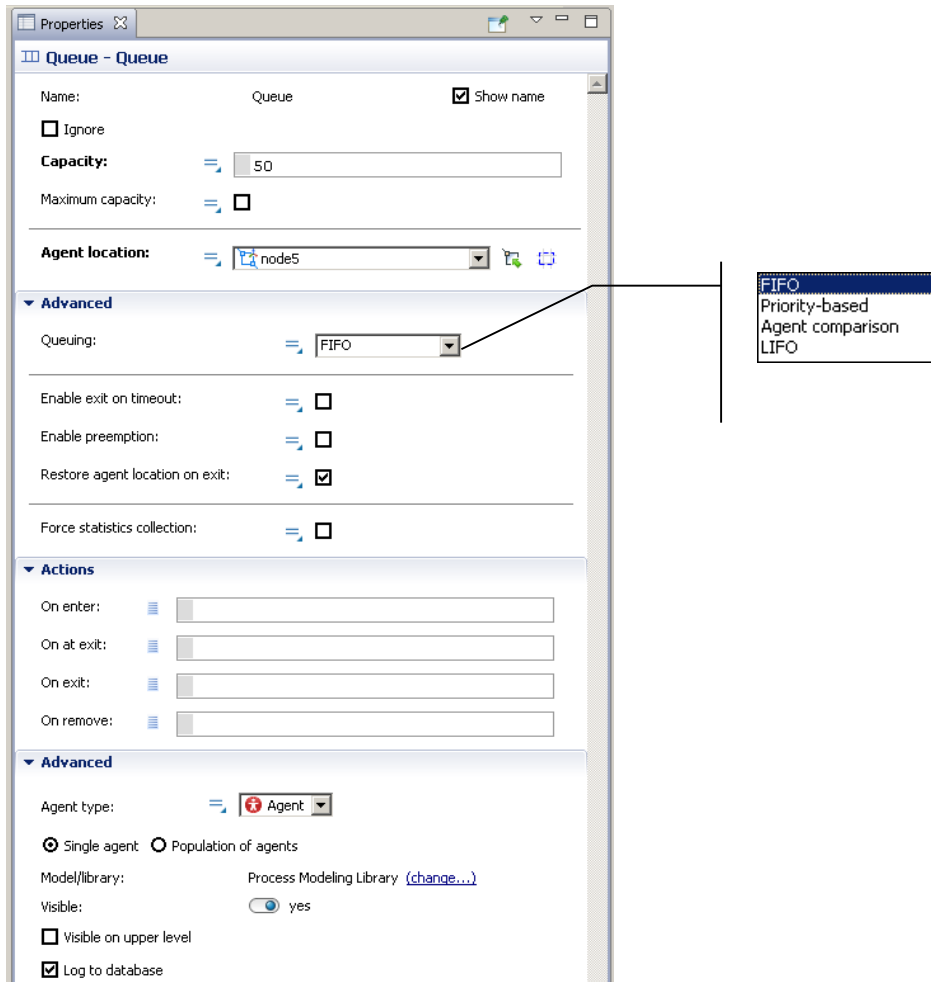 Properties
Queue - Queue
Name: Queue Show name
Ignore
Capacity: 50
Maximum capacity:
Agent location: node5
Advanced
Queuing: FIFO
FIFO
Priority-based
Agent comparison
LIFO
Enable exit on timeout:
Enable preemption:
Restore agent location on exit:
Force statistics collection:
Actions
On enter:
On at exit:
On exit:
On remove:
Advanced
Agent type: Agent
Single agent Population of agents
Model/library: Process Modeling Library (change...)
Visible: yes
Visible on upper level
Log to database